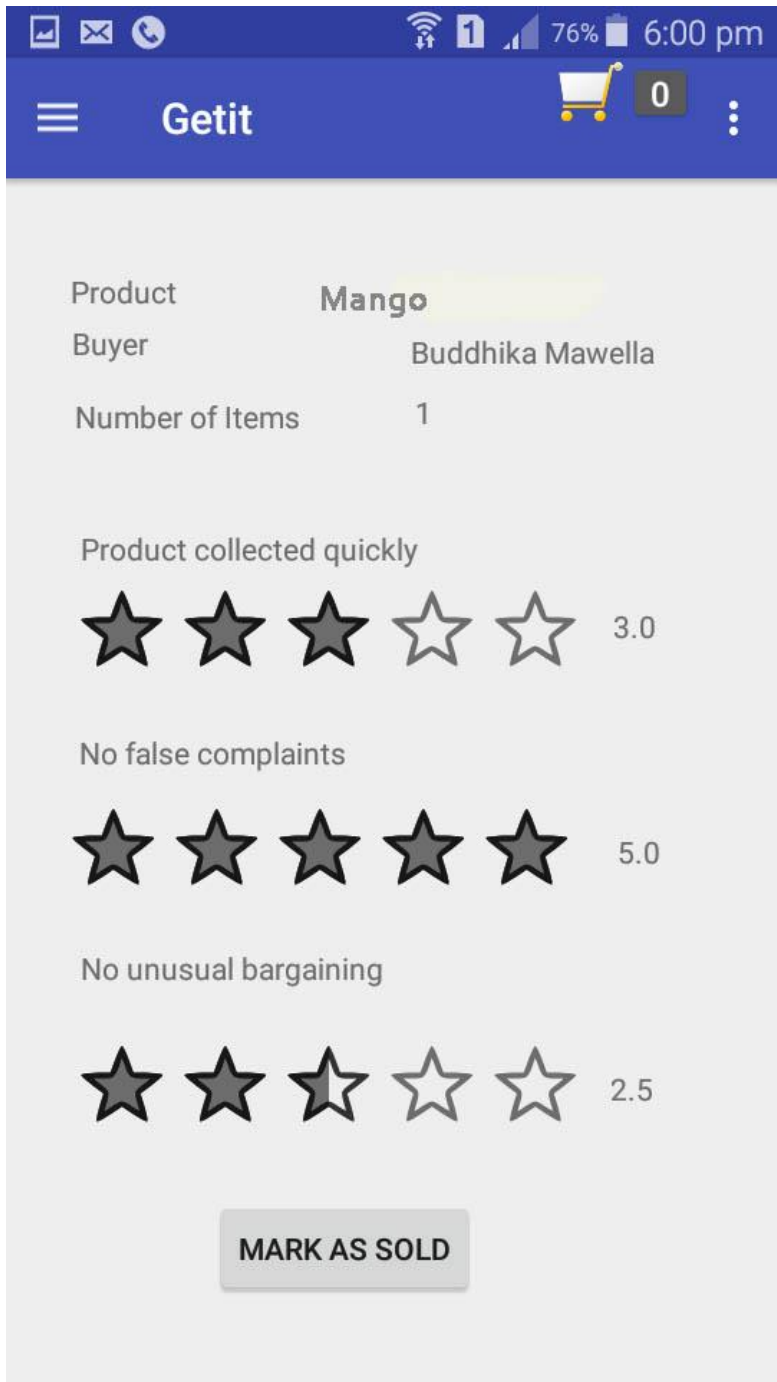 1 76% 6:00 pm
Getit 0
Product Mango
Buyer Buddhika Mawella
Number of Items 1
Product collected quickly
3.0
No false complaints
5.0
No unusual bargaining
2.5
MARK AS SOLD